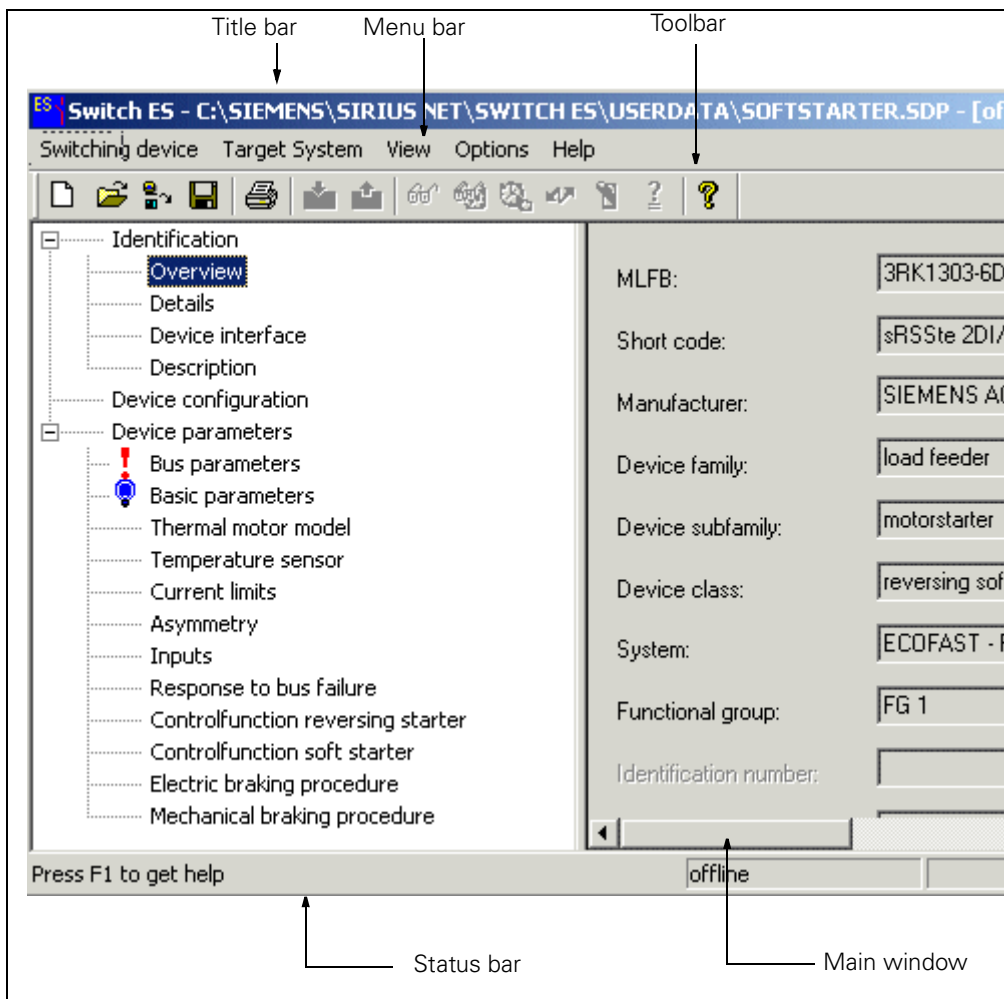 Title bar
Menu bar
Toolbar
ES Switch ES - C:\SIEMENS\SIRIUS NET\SWITCH ES\USERDATA\SOFTSTARTER.SDP - [of
Switching device Target System View Options Help
Identification
Overview
Details
Device interface
Description
Device configuration
Device parameters
Bus parameters
Basic parameters
Thermal motor model
Temperature sensor
Current limits
Asymmetry
Inputs
Response to bus failure
Controlfunction reversing starter
Controlfunction soft starter
Electric braking procedure
Mechanical braking procedure
MLFB: 3RK1303-6D
Short code: sRSSte 2DI/
Manufacturer: SIEMENS A
Device family: load feeder
Device subfamily: motorstarter
Device class: reversing sof
System: ECOFAST -
Functional group: FG 1
Identification number:
Press F1 to get help
offline
Status bar
Main window